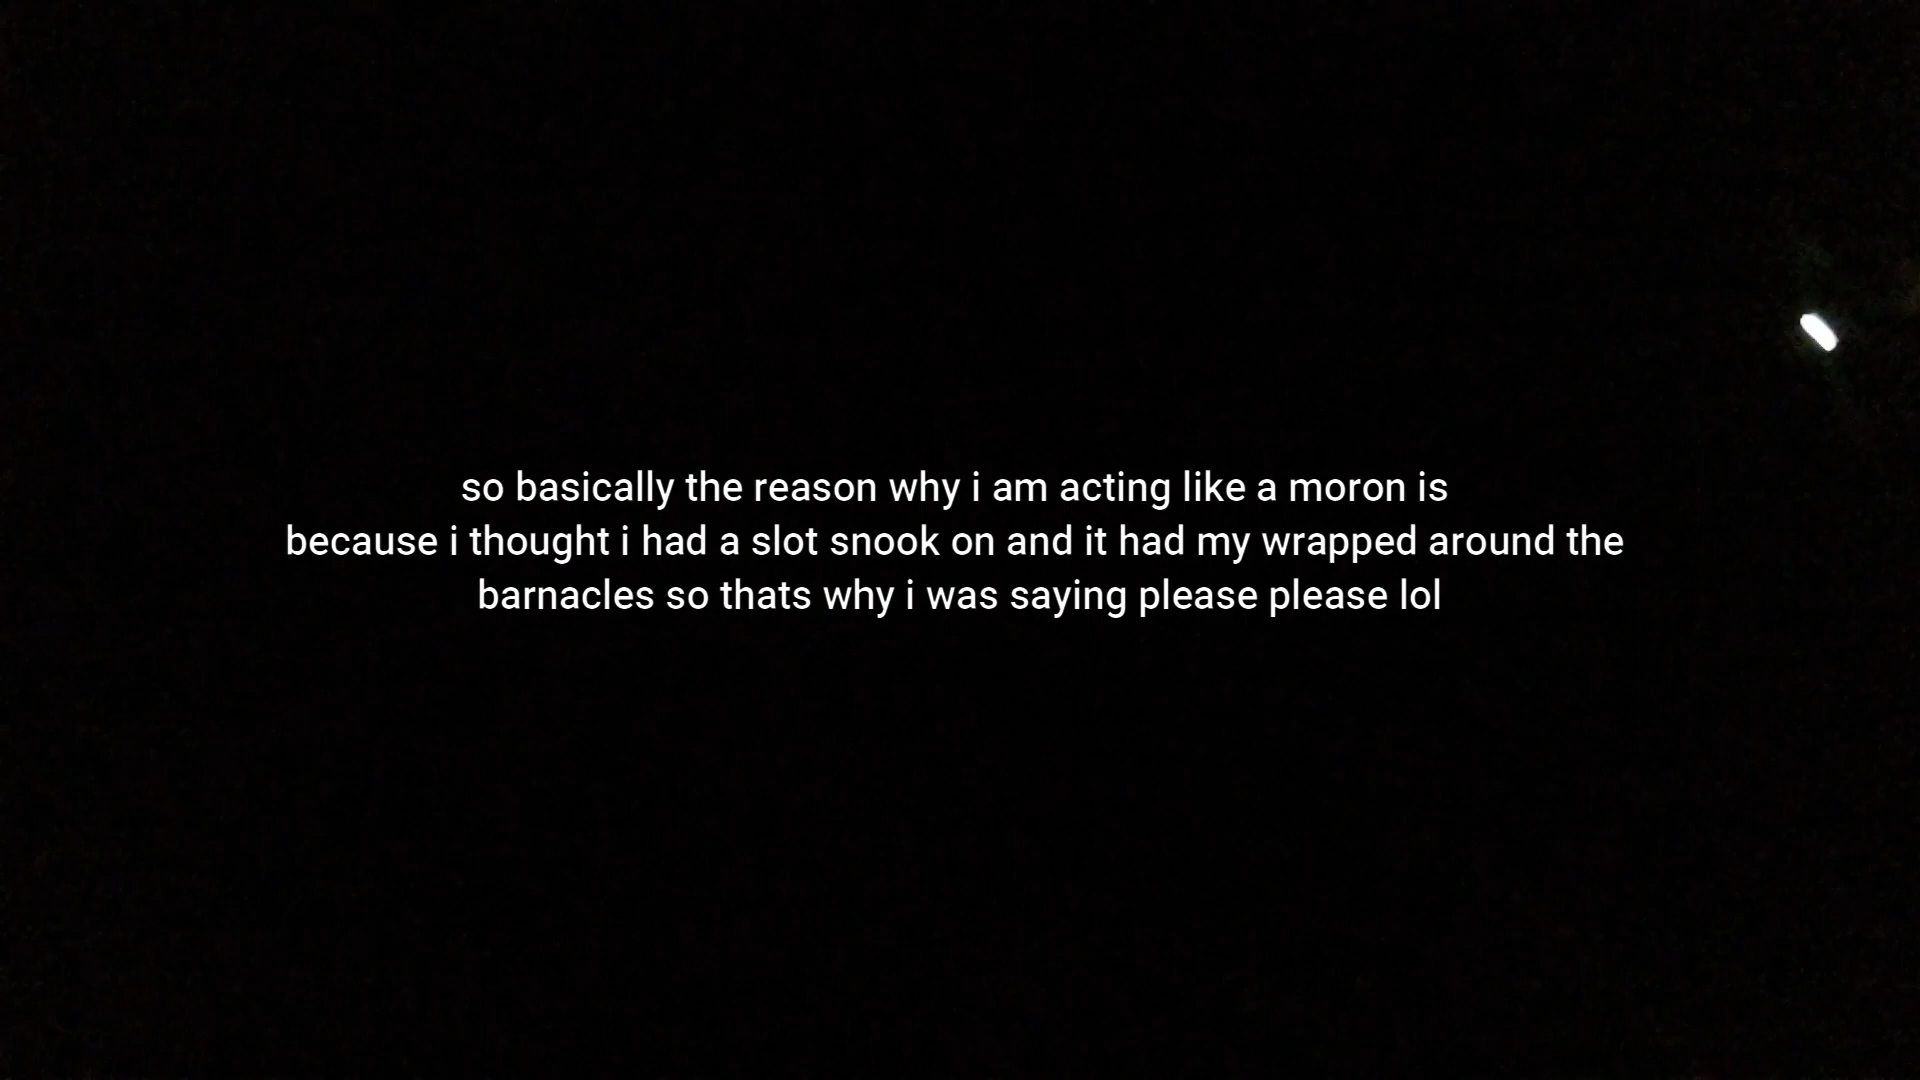 so basically the reason why i am acting like a moron is
because i thought i had a slot snook on and it had my wrapped around the
barnacles so thats why i was saying please please lol